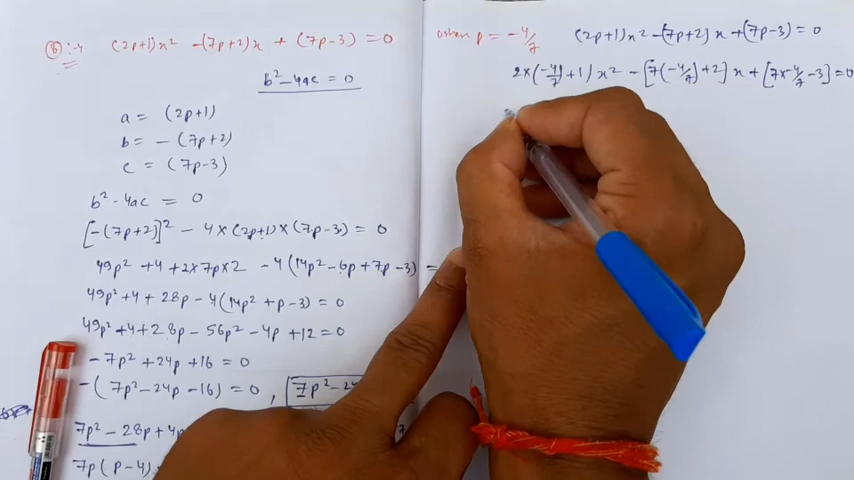 ⑧:→ (2p+1)x² -(7p+2)x + (7p-3) = 0
b²-4ac = 0
a = (2p+1)
b = -(7p+2)
c = (7p-3)
b²-4ac = 0
[-(7p+2)]² - 4×(2p+1)×(7p-3) = 0
49p² +4 +2×7p×2 -4(14p²-6p+7p-3) =
49p²+4 +28p -4(14p²+p-3) = 0
49p²+4+28p -56p² -4p +12 = 0
-7p² +24p +16 = 0
-(7p²-24p-16) = 0 , 7p²-24
7p²-28p+4p
7p(p-4)
when p = -4/7 (2p+1)x²-(7p+2)x+(7p-3)=0
2×(-4/7+1)x² -[7(-4/7)+2]x +[7×-4/7-3]=0